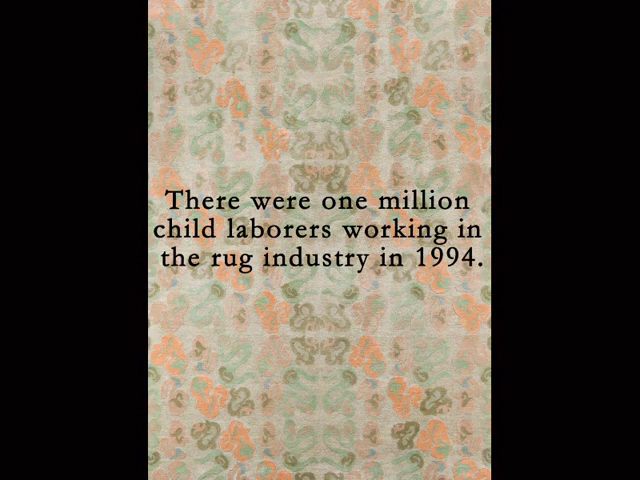 There were one million
child laborers working in
the rug industry in 1994.